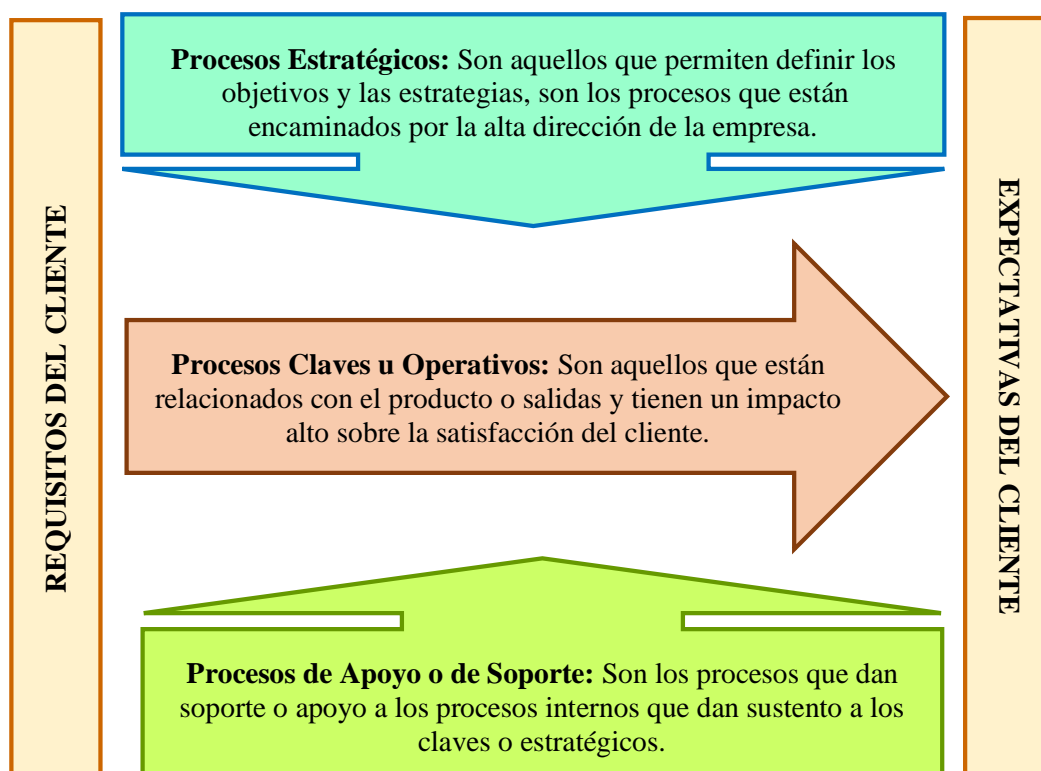 REQUISITOS DEL CLIENTE
Procesos Estratégicos: Son aquellos que permiten definir los
objetivos y las estrategias, son los procesos que están
encaminados por la alta dirección de la empresa.
Procesos Claves u Operativos: Son aquellos que están
relacionados con el producto o salidas y tienen un impacto
alto sobre la satisfacción del cliente.
Procesos de Apoyo o de Soporte: Son los procesos que dan
soporte o apoyo a los procesos internos que dan sustento a los
claves o estratégicos.
EXPECTATIVAS DEL CLIENTE